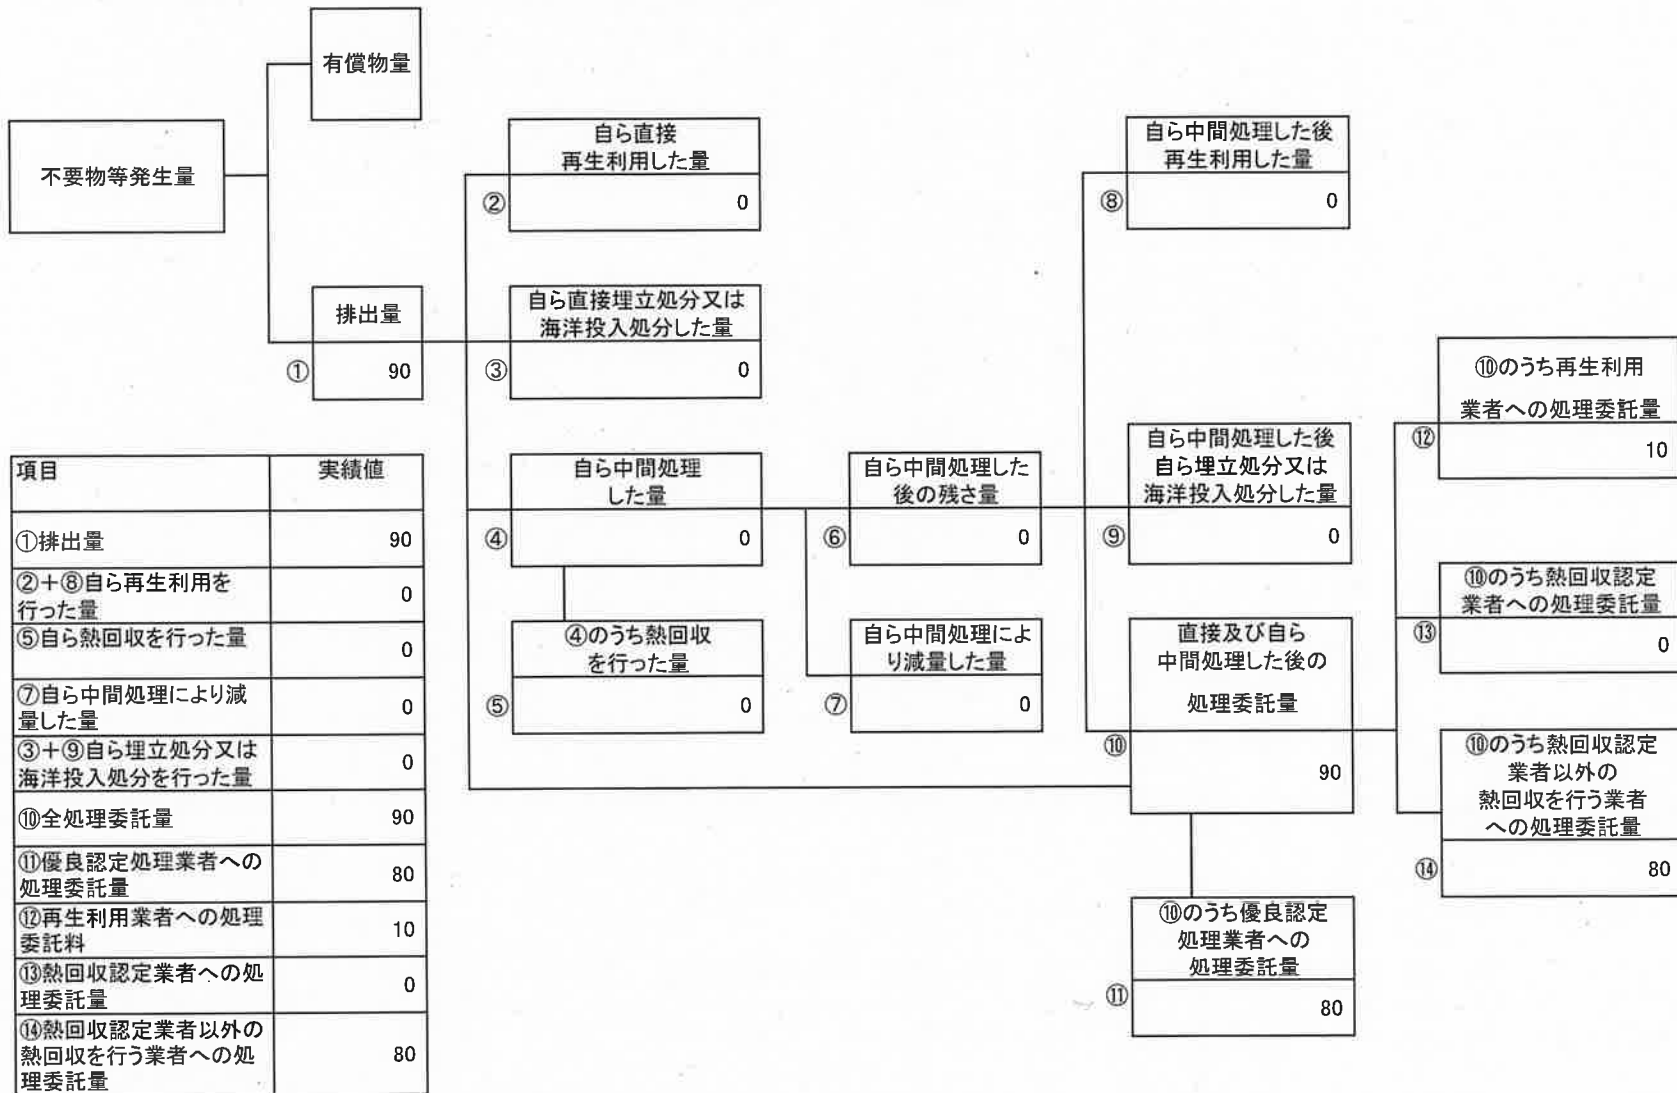 有償物量
不要物等発生量
自ら直接
再生利用した量
②
0
自ら中間処理した後
再生利用した量
⑧
0
排出量
①
90
自ら直接埋立処分又は
海洋投入処分した量
③
0
⑩のうち再生利用
業者への処理委託量
⑫
10
自ら中間処理
した量
④
0
自ら中間処理した
後の残さ量
⑥
0
自ら中間処理した後
自ら埋立処分又は
海洋投入処分した量
⑨
0
⑩のうち熱回収認定
業者への処理委託量
⑬
0
④のうち熱回収
を行った量
⑤
0
自ら中間処理によ
り減量した量
⑦
0
直接及び自ら
中間処理した後の
処理委託量
⑩
90
⑩のうち熱回収認定
業者以外の
熱回収を行う業者
への処理委託量
⑭
80
⑩のうち優良認定
処理業者への
処理委託量
⑪
80
項目 実績値
①排出量 90
②+⑧自ら再生利用を
行った量 0
⑤自ら熱回収を行った量 0
⑦自ら中間処理により減
量した量 0
③+⑨自ら埋立処分又は
海洋投入処分を行った量 0
⑩全処理委託量 90
⑪優良認定処理業者への
処理委託量 80
⑫再生利用業者への処理
委託料 10
⑬熱回収認定業者への処
理委託量 0
⑭熱回収認定業者以外の
熱回収を行う業者への処
理委託量 80